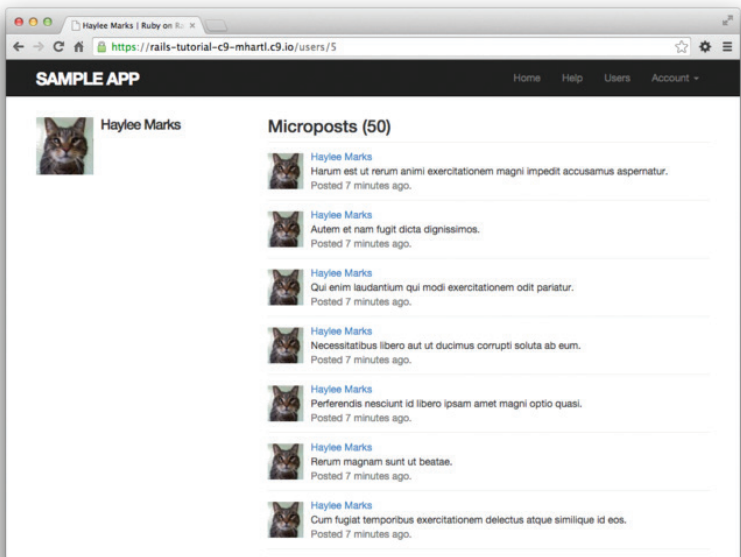 Haylee Marks | Ruby on Ra
https://rails-tutorial-c9-mhartl.c9.io/users/5
SAMPLE APP
Home Help Users Account
Haylee Marks
Microposts (50)
Haylee Marks
Harum est ut rerum animi exercitationem magni impedit accusamus aspernatur.
Posted 7 minutes ago.
Haylee Marks
Autem et nam fugit dicta dignissimos.
Posted 7 minutes ago.
Haylee Marks
Qui enim laudantium qui modi exercitationem odit pariatur.
Posted 7 minutes ago.
Haylee Marks
Necessitatibus libero aut ut ducimus corrupti soluta ab eum.
Posted 7 minutes ago.
Haylee Marks
Perferendis nesciunt id libero ipsam amet magni optio quasi.
Posted 7 minutes ago.
Haylee Marks
Rerum magnam sunt ut beatae.
Posted 7 minutes ago.
Haylee Marks
Cum fugiat temporibus exercitationem delectus atque similique id eos.
Posted 7 minutes ago.